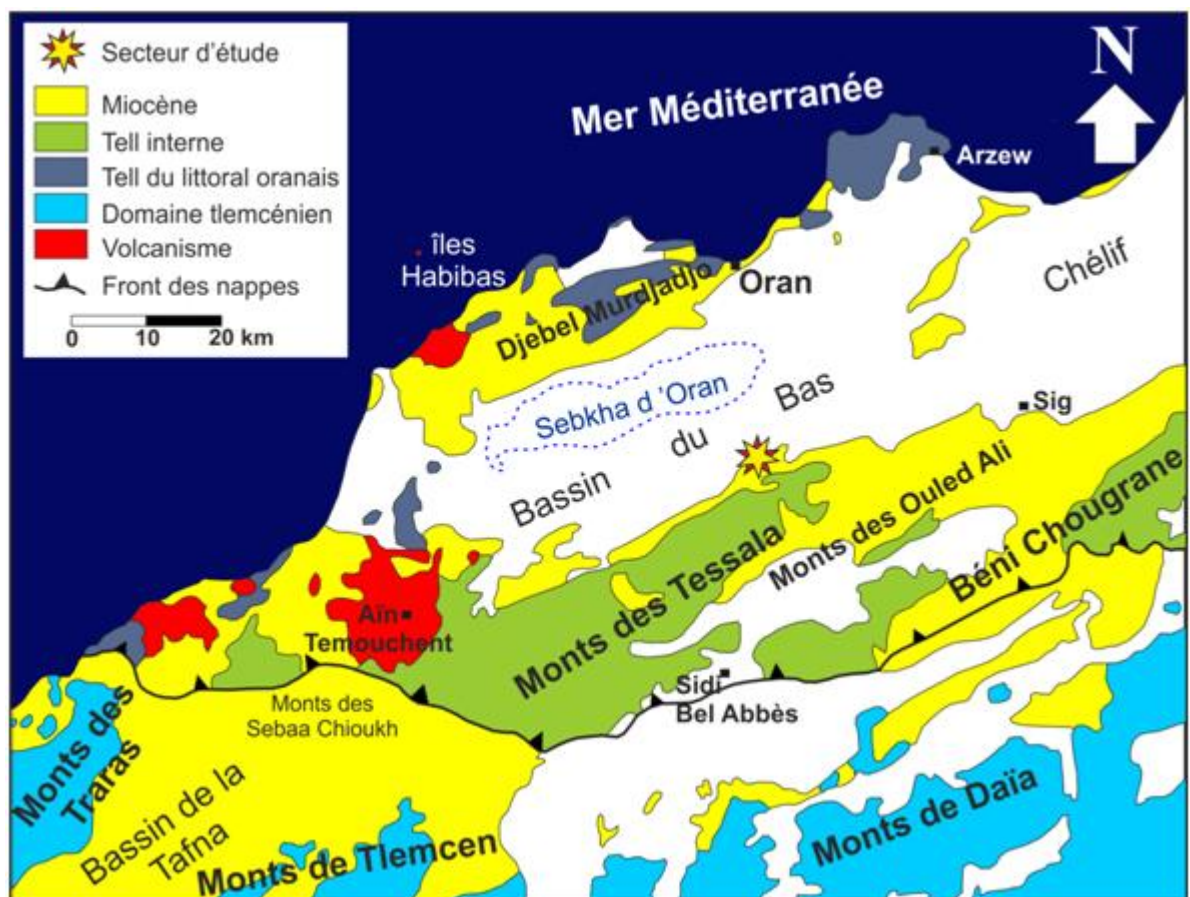 Secteur d'étude
Miocène
Tell interne
Tell du littoral oranais
Domaine tlemcénien
Volcanisme
Front des nappes
0 10 20 km
N
Mer Méditerranée
Arzew
îles
Habibas
Oran
Chélif
Djebel Murdjadjo
Sebkha d 'Oran
Bas
Sig
du
Bassin
Monts des Ouled Ali
Béni Chougrane
Monts des Tessala
Aïn
Temouchent
Sidi
Bel Abbès
Monts des
Sebaa Chioukh
Monts des
Traras
Bassin de la
Tafna
Monts de Tlemcen
Monts de Daïa